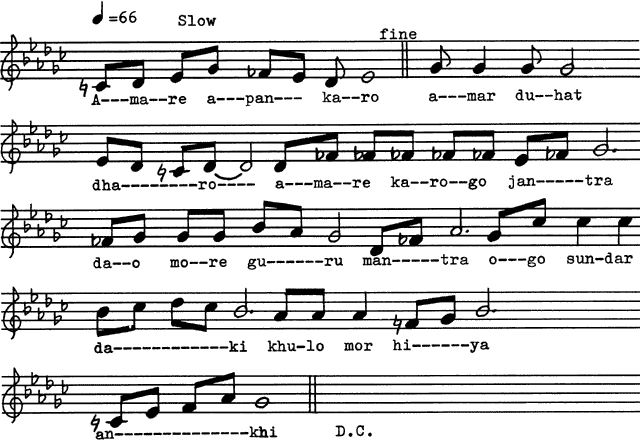 =66 Slow
fine
A---ma--re a---pan--- ka--ro a---mar du--hat
dha---------ro----- a---ma--re ka--ro--go jan-----tra
da--o mo--re gu------ru man------tra o---go sun-dar
da-------------ki khu-lo mor hi------ya
an---------------khi D.C.